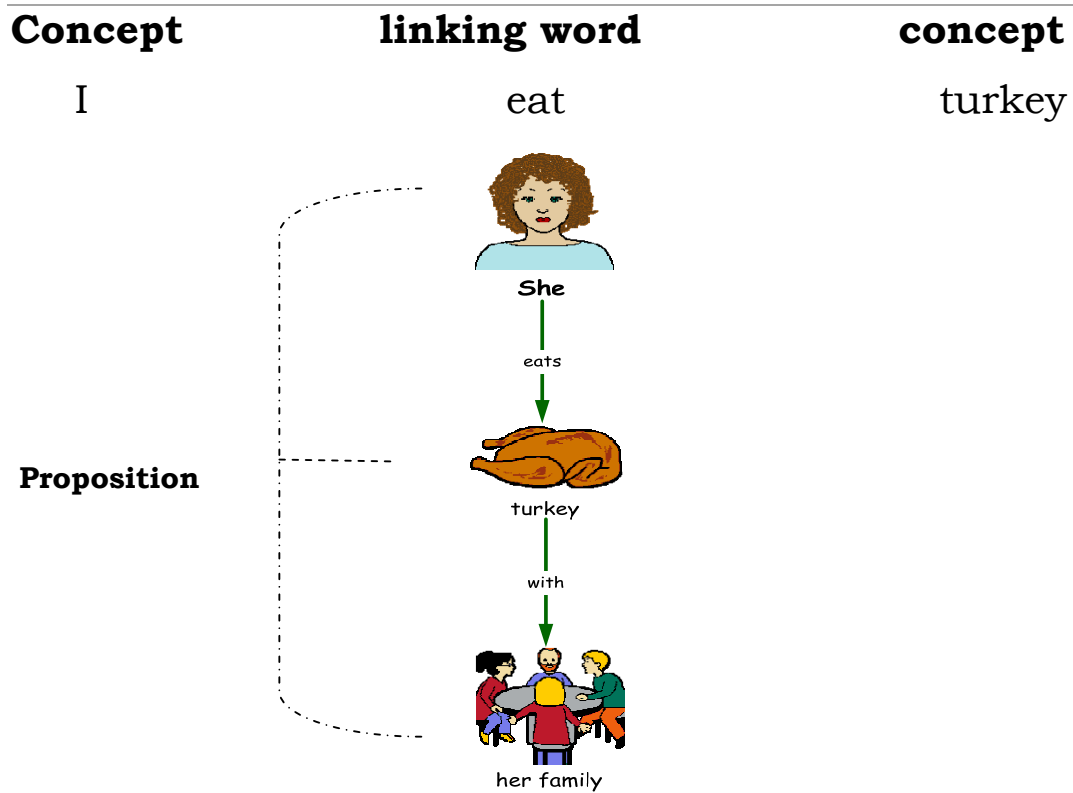 Concept linking word concept
I eat turkey
She
eats
Proposition
turkey
with
her family